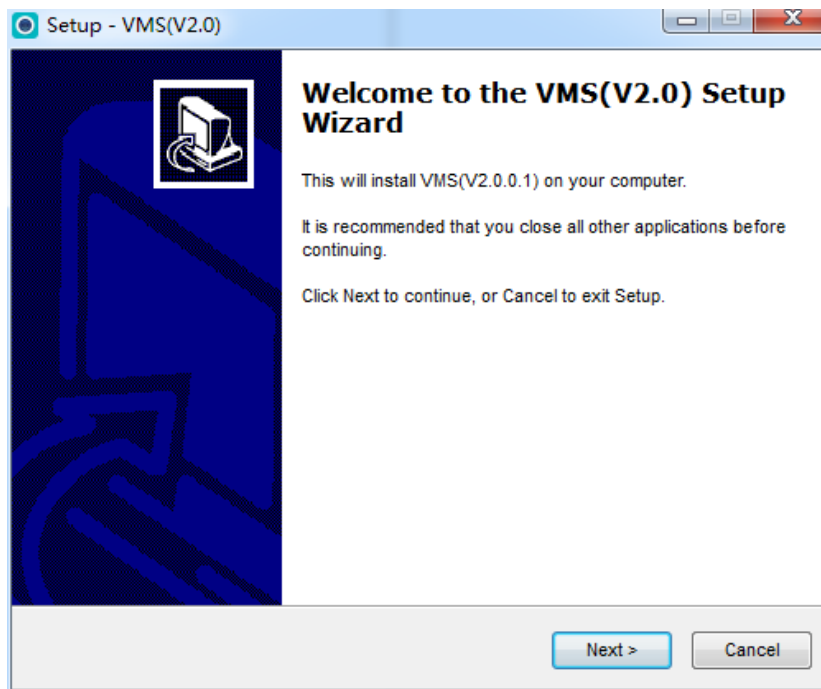 Setup - VMS(V2.0)
Welcome to the VMS(V2.0) Setup
Wizard
This will install VMS(V2.0.0.1) on your computer.
It is recommended that you close all other applications before
continuing.
Click Next to continue, or Cancel to exit Setup.
Next >
Cancel